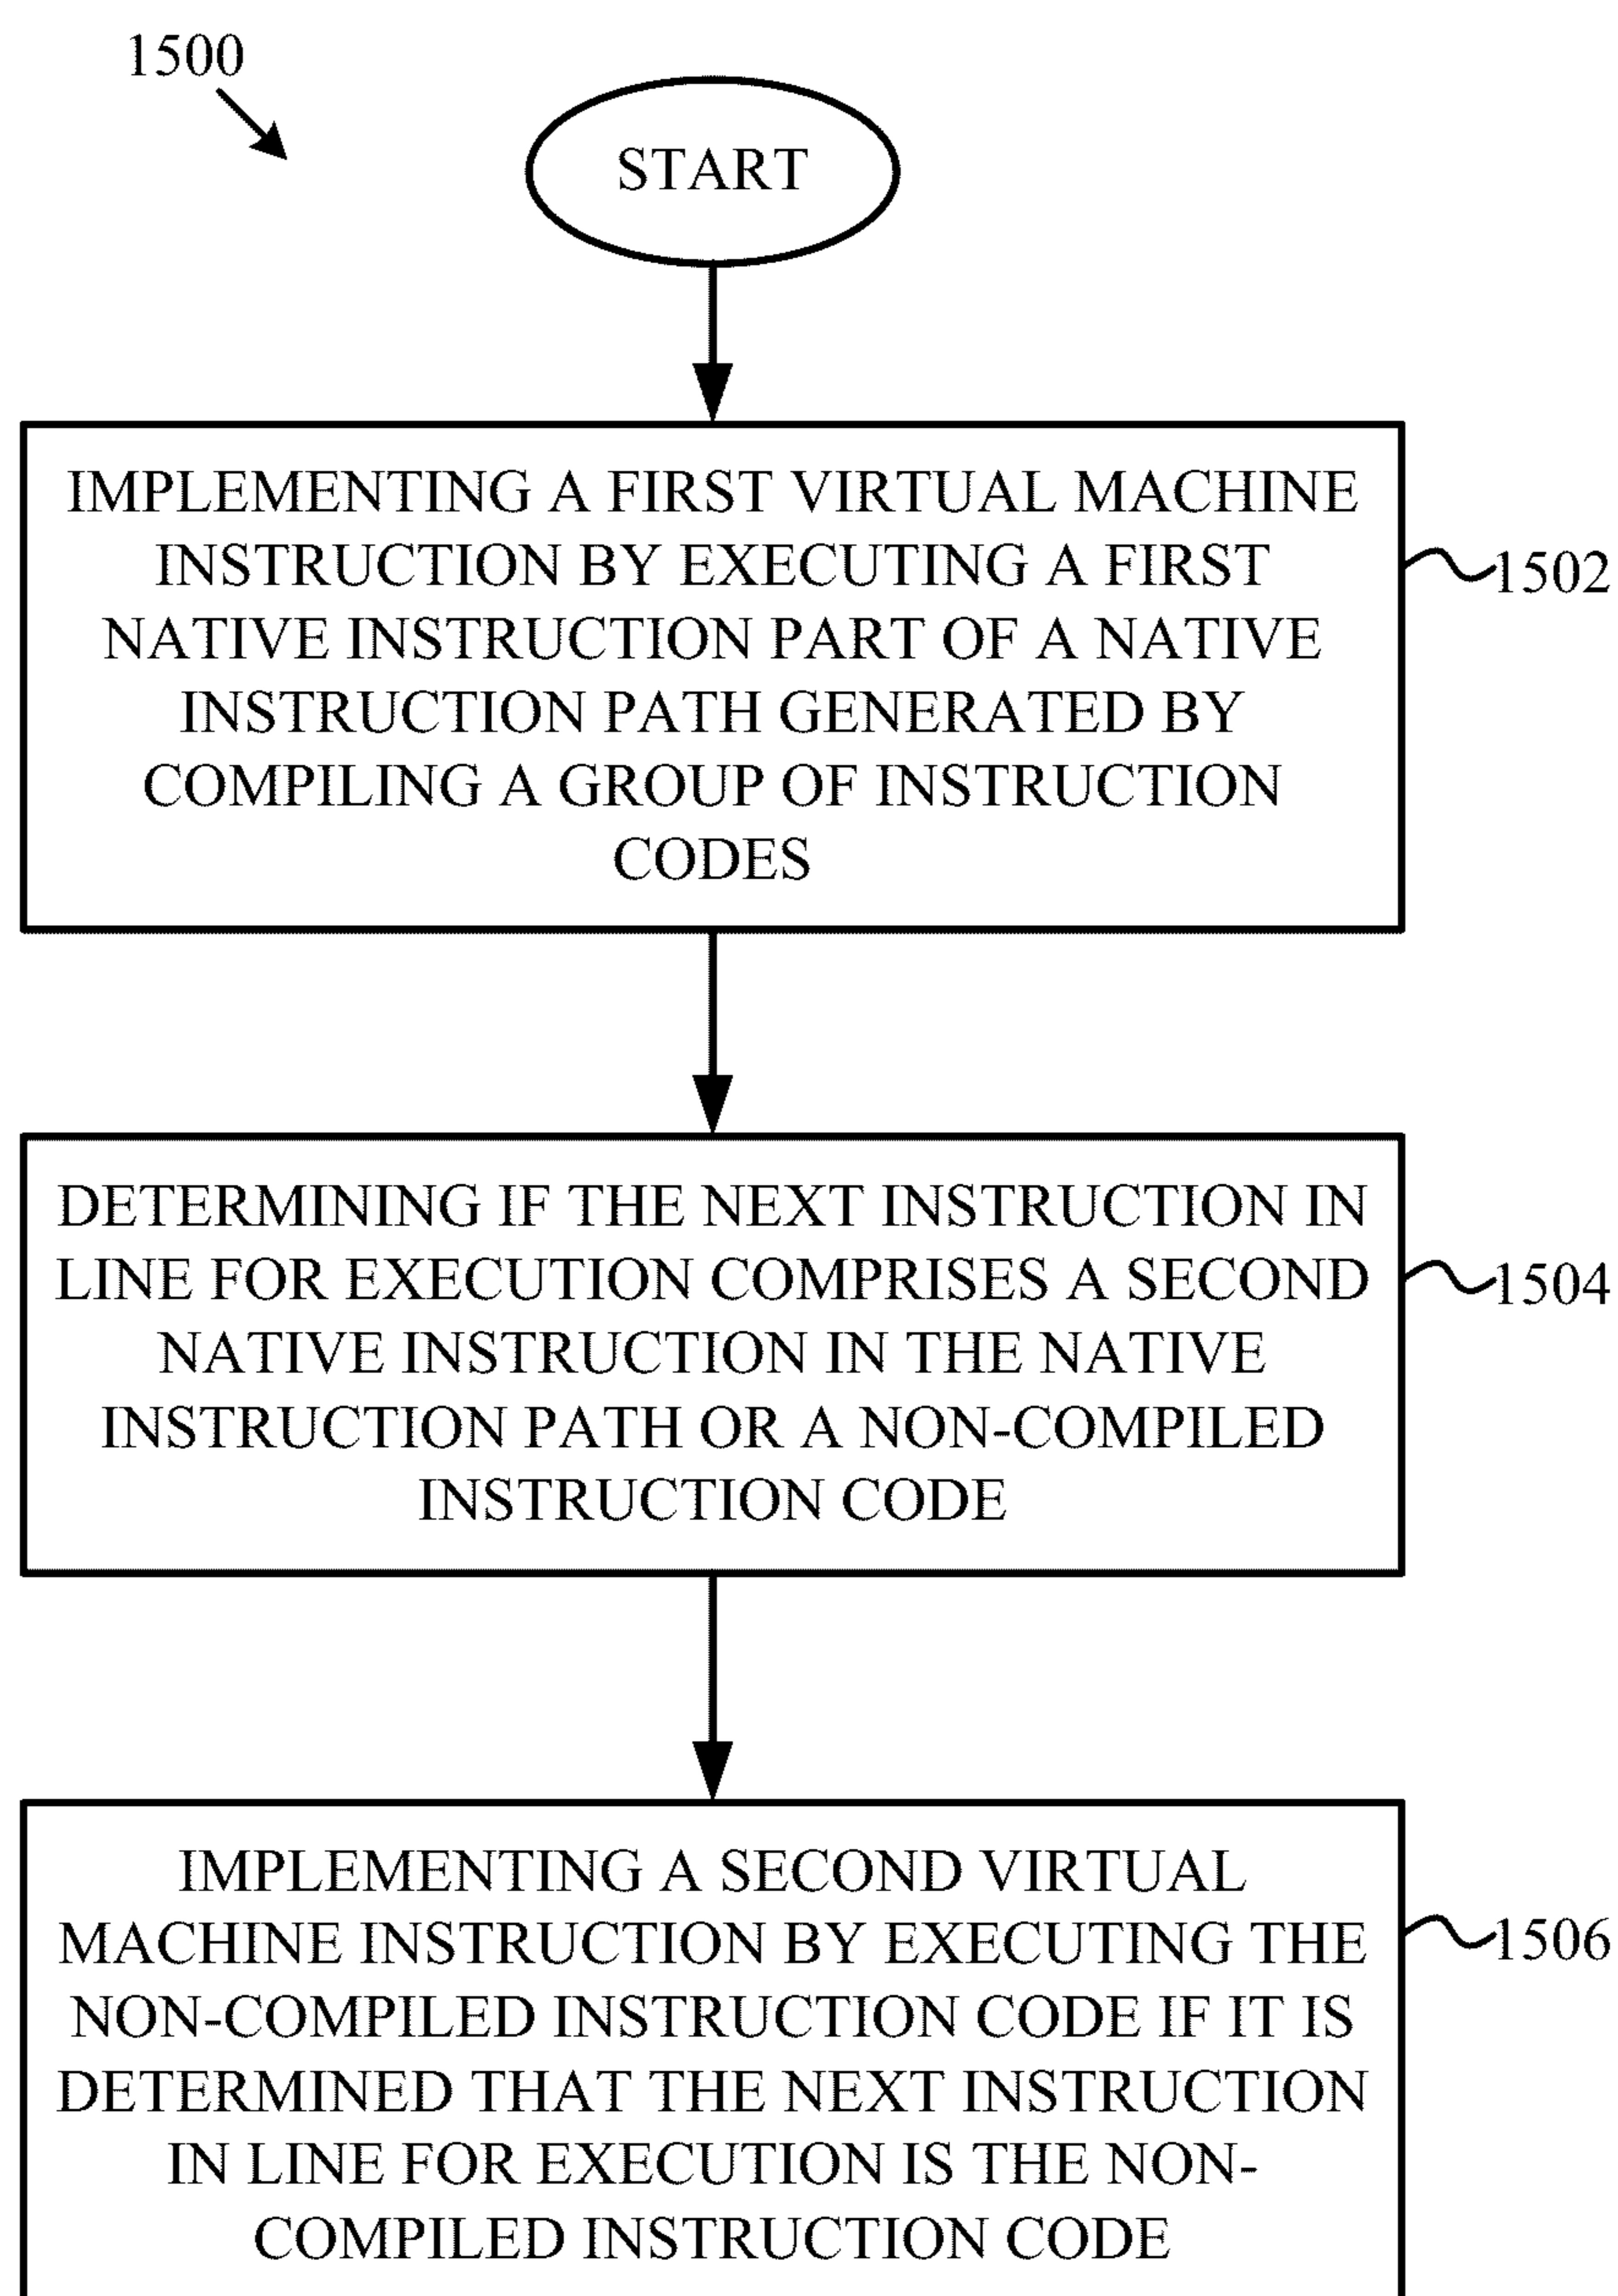 1500
START
IMPLEMENTING A FIRST VIRTUAL MACHINE
INSTRUCTION BY EXECUTING A FIRST
NATIVE INSTRUCTION PART OF A NATIVE
INSTRUCTION PATH GENERATED BY
COMPILING A GROUP OF INSTRUCTION
CODES
1502
DETERMINING IF THE NEXT INSTRUCTION IN
LINE FOR EXECUTION COMPRISES A SECOND
NATIVE INSTRUCTION IN THE NATIVE
INSTRUCTION PATH OR A NON-COMPILED
INSTRUCTION CODE
1504
IMPLEMENTING A SECOND VIRTUAL
MACHINE INSTRUCTION BY EXECUTING THE
NON-COMPILED INSTRUCTION CODE IF IT IS
DETERMINED THAT THE NEXT INSTRUCTION
IN LINE FOR EXECUTION IS THE NON-
COMPILED INSTRUCTION CODE
1506